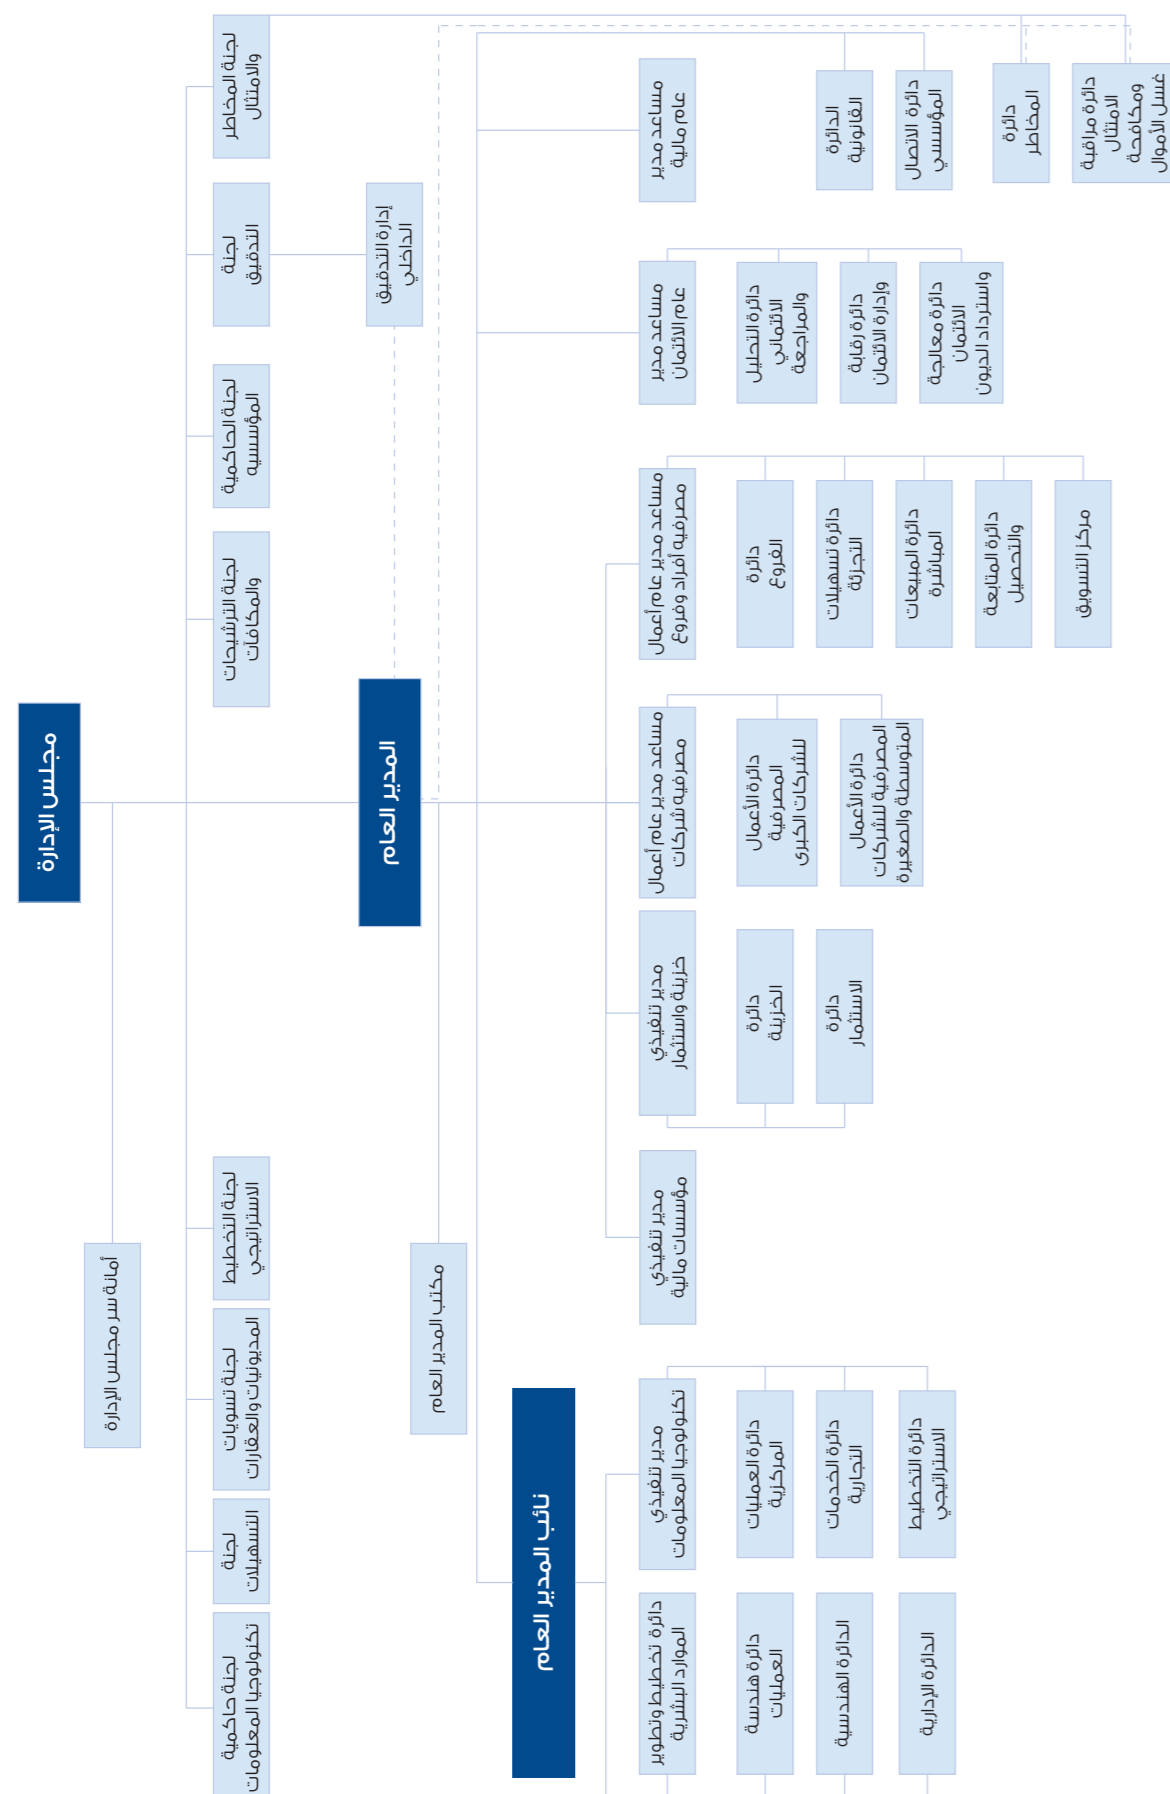 مجلس الإدارة
أمانة سر مجلس الإدارة
لجنة المخاطر
والامتثال
لجنة
التدقيق
لجنة الحاكمية
المؤسسيه
لجنة الترشيحات
والمكافآت
لجنة التخطيط
الاستراتيجي
لجنة تسويات
المديونيات والعقارات
لجنة
التسهيلات
لجنة حاكمية
تكنولوجيا المعلومات
إدارة التدقيق
الداخلي
المدير العام
مكتب المدير العام
نائب المدير العام
مساعد مدير
عام مالية
الدائرة
القانونية
دائرة الاتصال
المؤسسي
دائرة
المخاطر
دائرة مراقبة
الامتثال
ومكافحة
غسل الأموال
مساعد مدير
عام الائتمان
دائرة التحليل
الائتماني
والمراجعة
دائرة رقابة
وإدارة الائتمان
دائرة معالجة
الائتمان
واسترداد الديون
مساعد مدير عام أعمال
مصرفيه أفراد وفروع
دائرة
الفروع
دائرة تسهيلات
التجزئة
دائرة المبيعات
المباشرة
دائرة المتابعة
والتحصيل
مركز التسويق
مساعد مدير عام أعمال
مصرفيه شركات
دائرة الأعمال
المصرفية
للشركات الكبرى
دائرة الأعمال
المصرفية للشركات
المتوسطة والصغيرة
مدير تنفيذي
خزينة واستثمار
دائرة
الخزينة
دائرة
الاستثمار
مدير تنفيذي
مؤسسات مالية
مدير تنفيذي
تكنولوجيا المعلومات
دائرة العمليات
المركزية
دائرة الخدمات
التجارية
دائرة التخطيط
الاستراتيجي
دائرة تخطيط وتطوير
الموارد البشرية
دائرة هندسة
العمليات
الدائرة الهندسية
الدائرة الإدارية